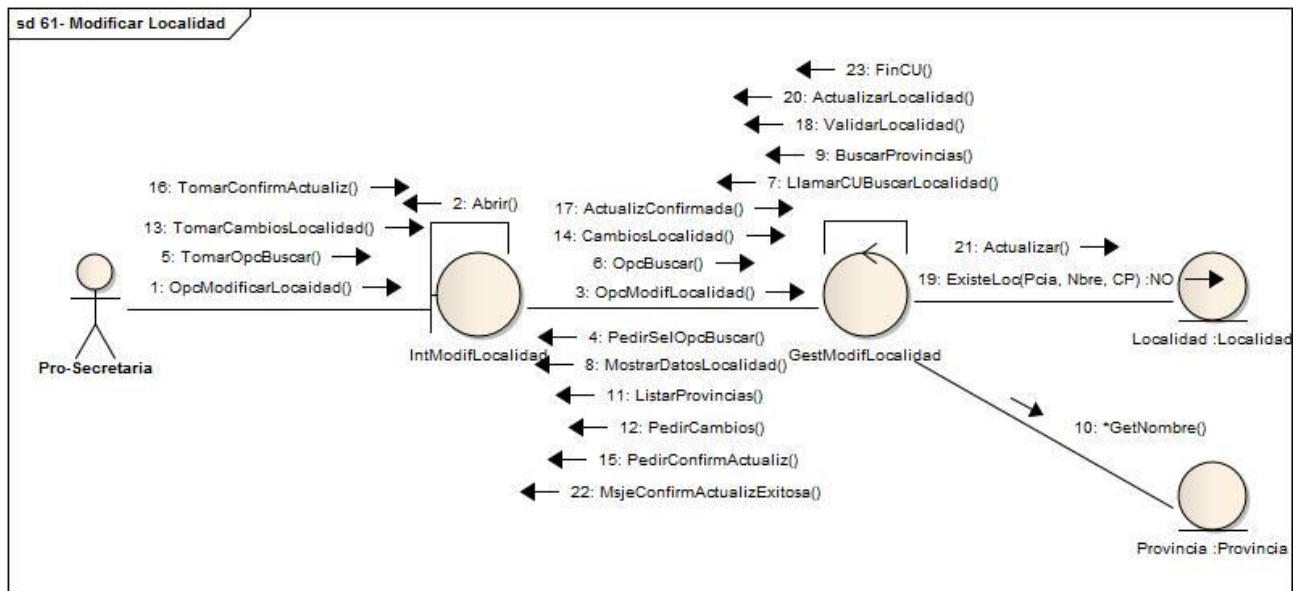 sd 61- Modificar Localidad
23: FinCU()
20: ActualizarLocalidad()
18: ValidarLocalidad()
9: BuscarProvincias()
7: LlamarCUBuscarLocalidad()
16: TomarConfirmActualiz()
2: Abrir()
17: ActualizConfirmada()
13: TomarCambiosLocalidad()
14: CambiosLocalidad()
5: TomarOpcBuscar()
6: OpcBuscar()
21: Actualizar()
1: OpcModificarLocaidad()
3: OpcModifLocalidad()
19: ExisteLoc(Pcia, Nbre, CP) :NO
4: PedirSelOpcBuscar()
Localidad :Localidad
IntModifLocalidad
GestModifLocalidad
Pro-Secretaria
8: MostrarDatosLocalidad()
11: ListarProvincias()
12: PedirCambios()
10: *GetNombre()
15: PedirConfirmActualiz()
22: MsjeConfirmActualizExitosa()
Provincia :Provincia